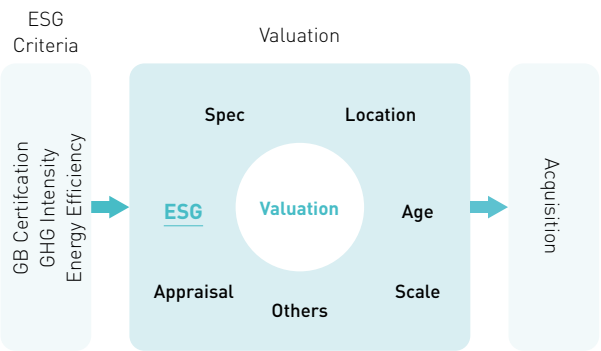 ESG
Criteria
Valuation
GB Certifcation
GHG Intensity
Energy Efficiency
Spec
Location
ESG
Valuation
Age
Appraisal
Others
Scale
Acquisition